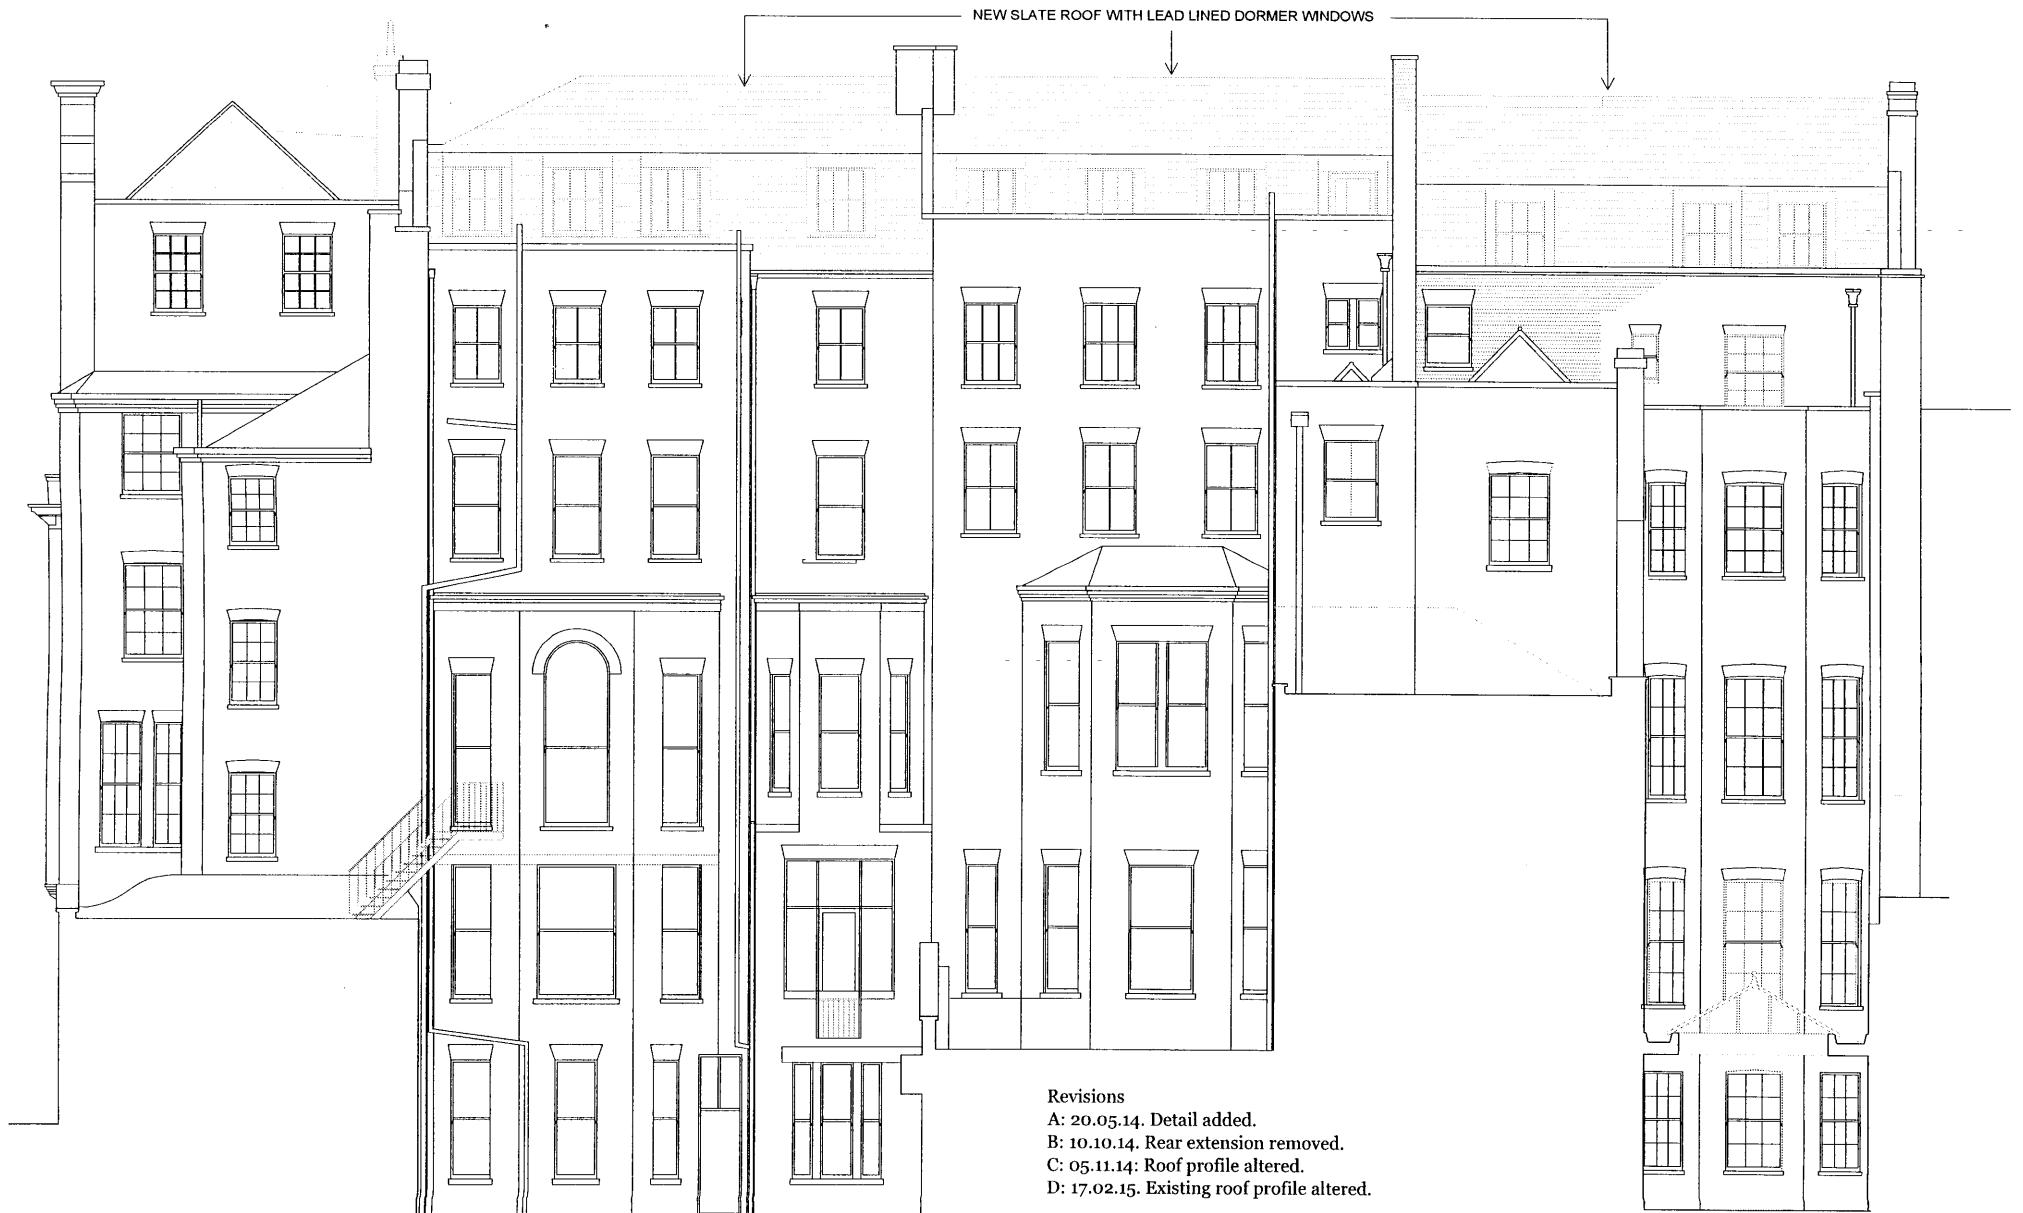 NEW SLATE ROOF WITH LEAD LINED DORMER WINDOWS
Revisions
A: 20.05.14. Detail added.
B: 10.10.14. Rear extension removed.
C: 05.11.14: Roof profile altered.
D: 17.02.15. Existing roof profile altered.